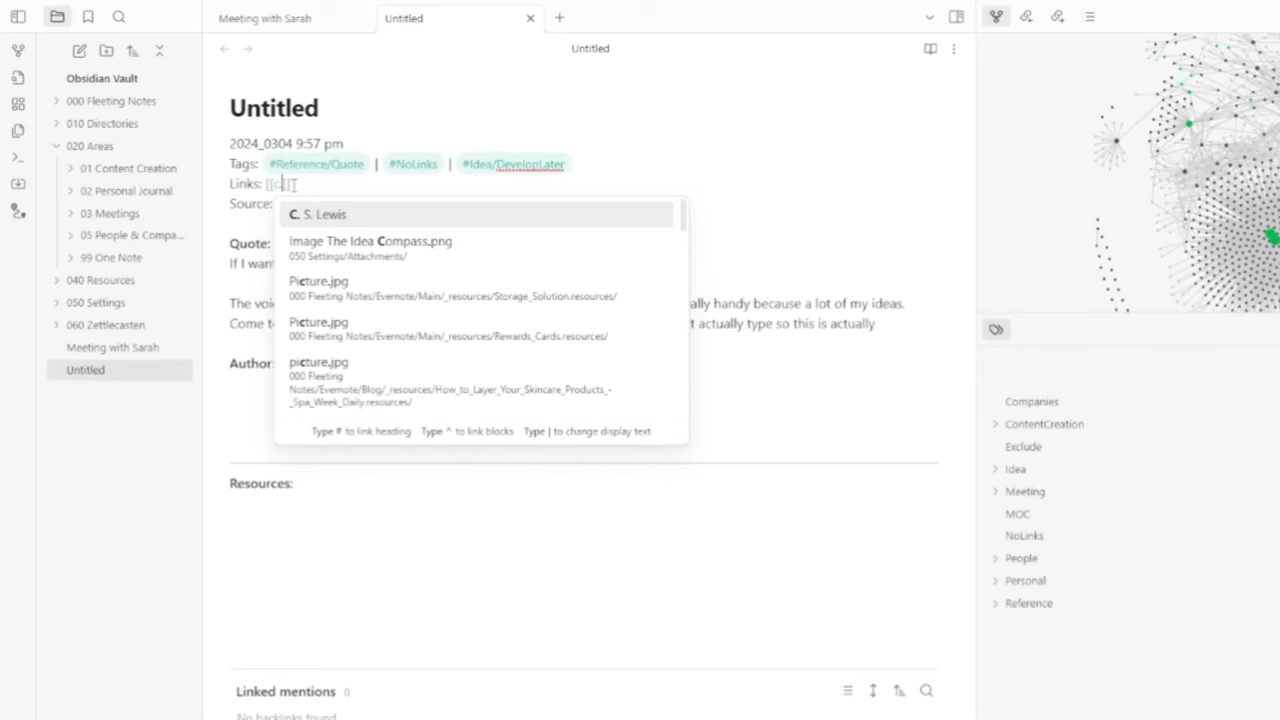 Meeting with Sarah
Untitled
Untitled
Obsidian Vault
000 Fleeting Notes
010 Directories
020 Areas
01 Content Creation
02 Personal Journal
03 Meetings
05 People & Compa...
99 One Note
040 Resources
050 Settings
060 Zettlecasten
Meeting with Sarah
Untitled
Untitled
2024_0304 9:57 pm
Tags: #Reference/Quote | #NoLinks | #Idea/DevelopLater
Links: [[c.]]
Source:
C. S. Lewis
Image The Idea Compass.png
050 Settings/Attachments/
Picture.jpg
000 Fleeting Notes/Evernote/Main/_resources/Storage_Solution.resources/
Picture.jpg
000 Fleeting Notes/Evernote/Main/_resources/Rewards_Cards.resources/
picture.jpg
000 Fleeting
Notes/Evernote/Blog/_resources/How_to_Layer_Your_Skincare_Products_-
_Spa_Week_Daily.resources/
Type # to link heading Type ^ to link blocks Type | to change display text
Quote:
If I want
The voi ally handy because a lot of my ideas.
Come t t actually type so this is actually
Author:
Resources:
Linked mentions 0
No backlinks found
Companies
ContentCreation
Exclude
Idea
Meeting
MOC
NoLinks
People
Personal
Reference